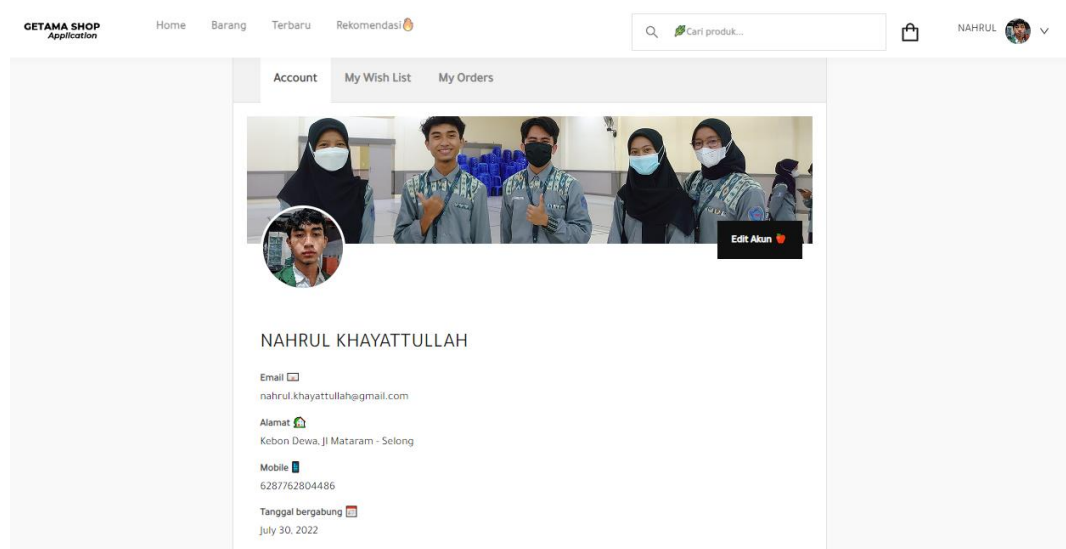 GETAMA SHOP
Application
Home Barang Terbaru Rekomendasi
Cari produk...
NAHRUL
Account My Wish List My Orders
Edit Akun
NAHRUL KHAYATTULLAH
Email
nahrul.khayattullah@gmail.com
Alamat
Kebon Dewa, Jl Mataram - Selong
Mobile
6287762804486
Tanggal bergabung
July 30, 2022